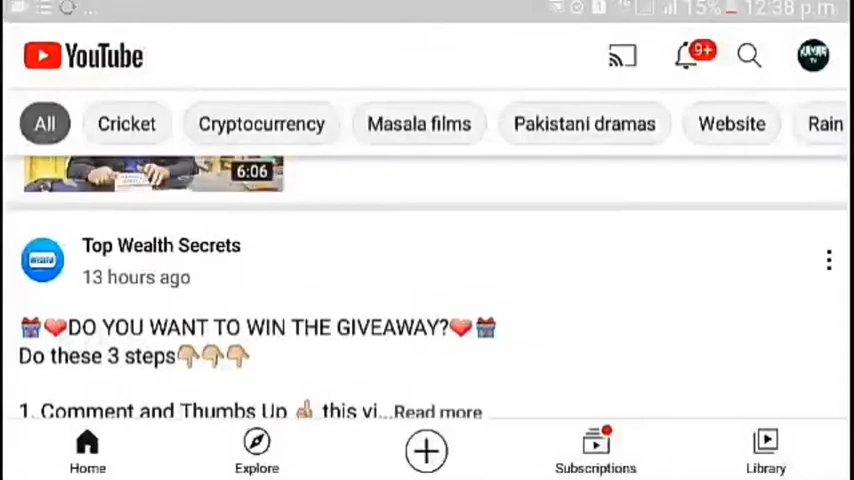 15% 12:38 p.m
YouTube 9+
All Cricket Cryptocurrency Masala films Pakistani dramas Website Rain
6:06
Top Wealth Secrets
13 hours ago
🎁❤️DO YOU WANT TO WIN THE GIVEAWAY?❤️🎁
Do these 3 steps👇🏼👇🏼👇🏼
1. Comment and Thumbs Up 👍🏼 this vi...Read more
Home Explore Subscriptions Library